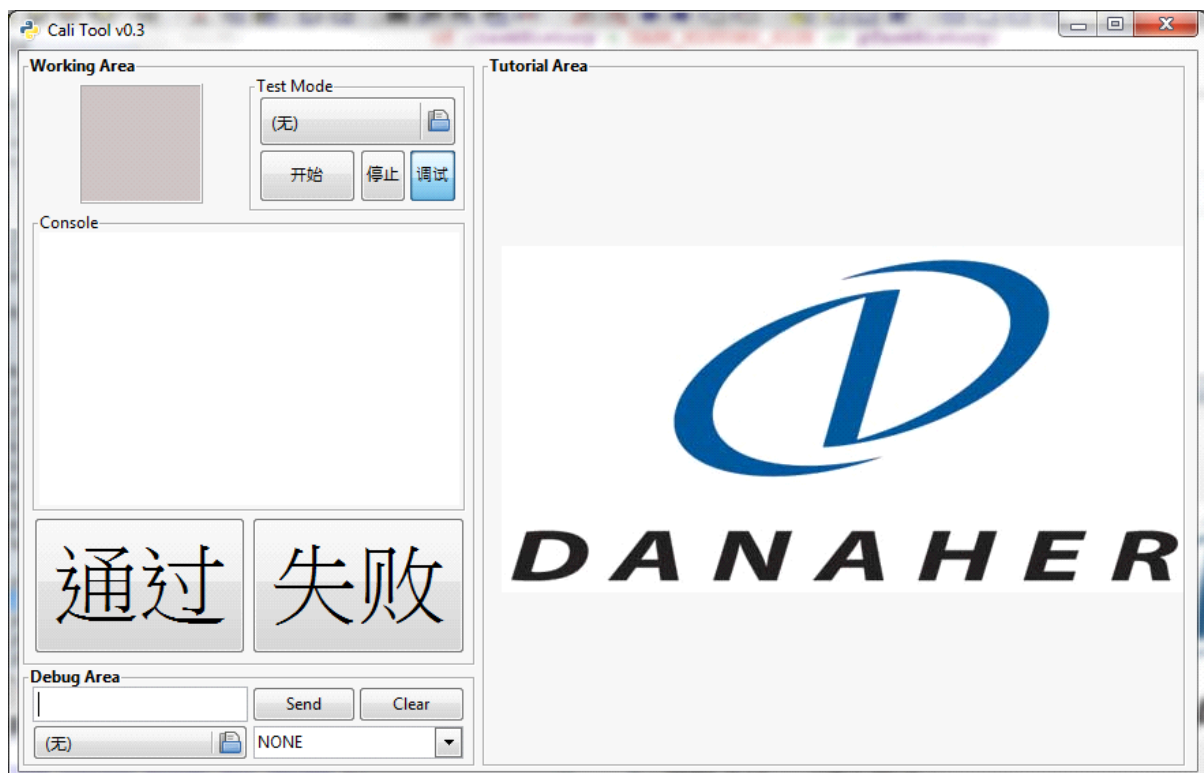 Cali Tool v0.3
Working Area
Test Mode
(无)
开始 停止 调试
Console
通过 失败
Debug Area
Send Clear
(无) NONE
Tutorial Area
DANAHER